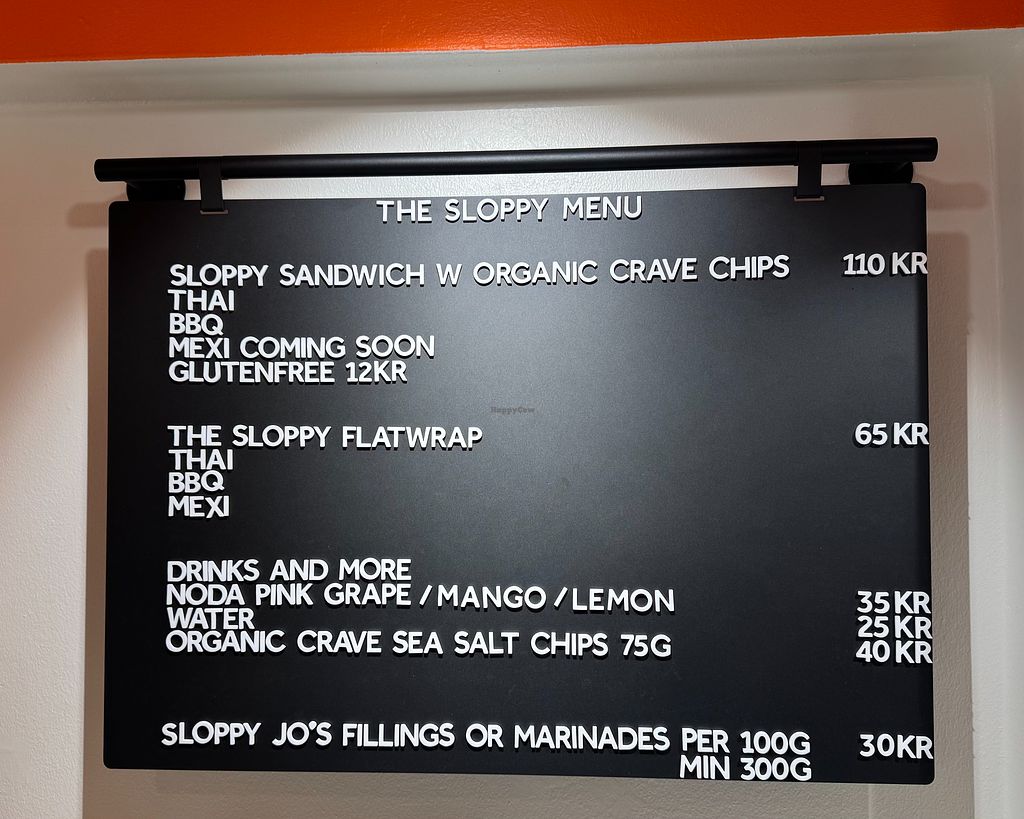 THE SLOPPY MENU
SLOPPY SANDWICH W ORGANIC CRAVE CHIPS 110 KR
THAI
BBQ
MEXI COMING SOON
GLUTENFREE 12KR
THE SLOPPY FLATWRAP 65 KR
THAI
BBQ
MEXI
DRINKS AND MORE
NODA PINK GRAPE /MANGO /LEMON 35 KR
WATER 25 KR
ORGANIC CRAVE SEA SALT CHIPS 75G 40 KR
SLOPPY JO'S FILLINGS OR MARINADES PER 100G 30KR
MIN 300G
HappyCow